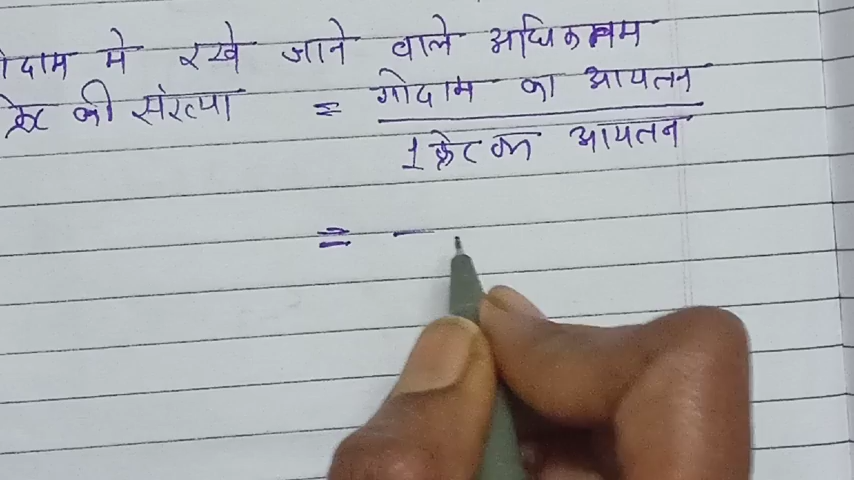 गोदाम मे रखे जाने वाले अधिकतम
क्रेट की संख्या = गोदाम का आयतन
1 क्रेट का आयतन
= —